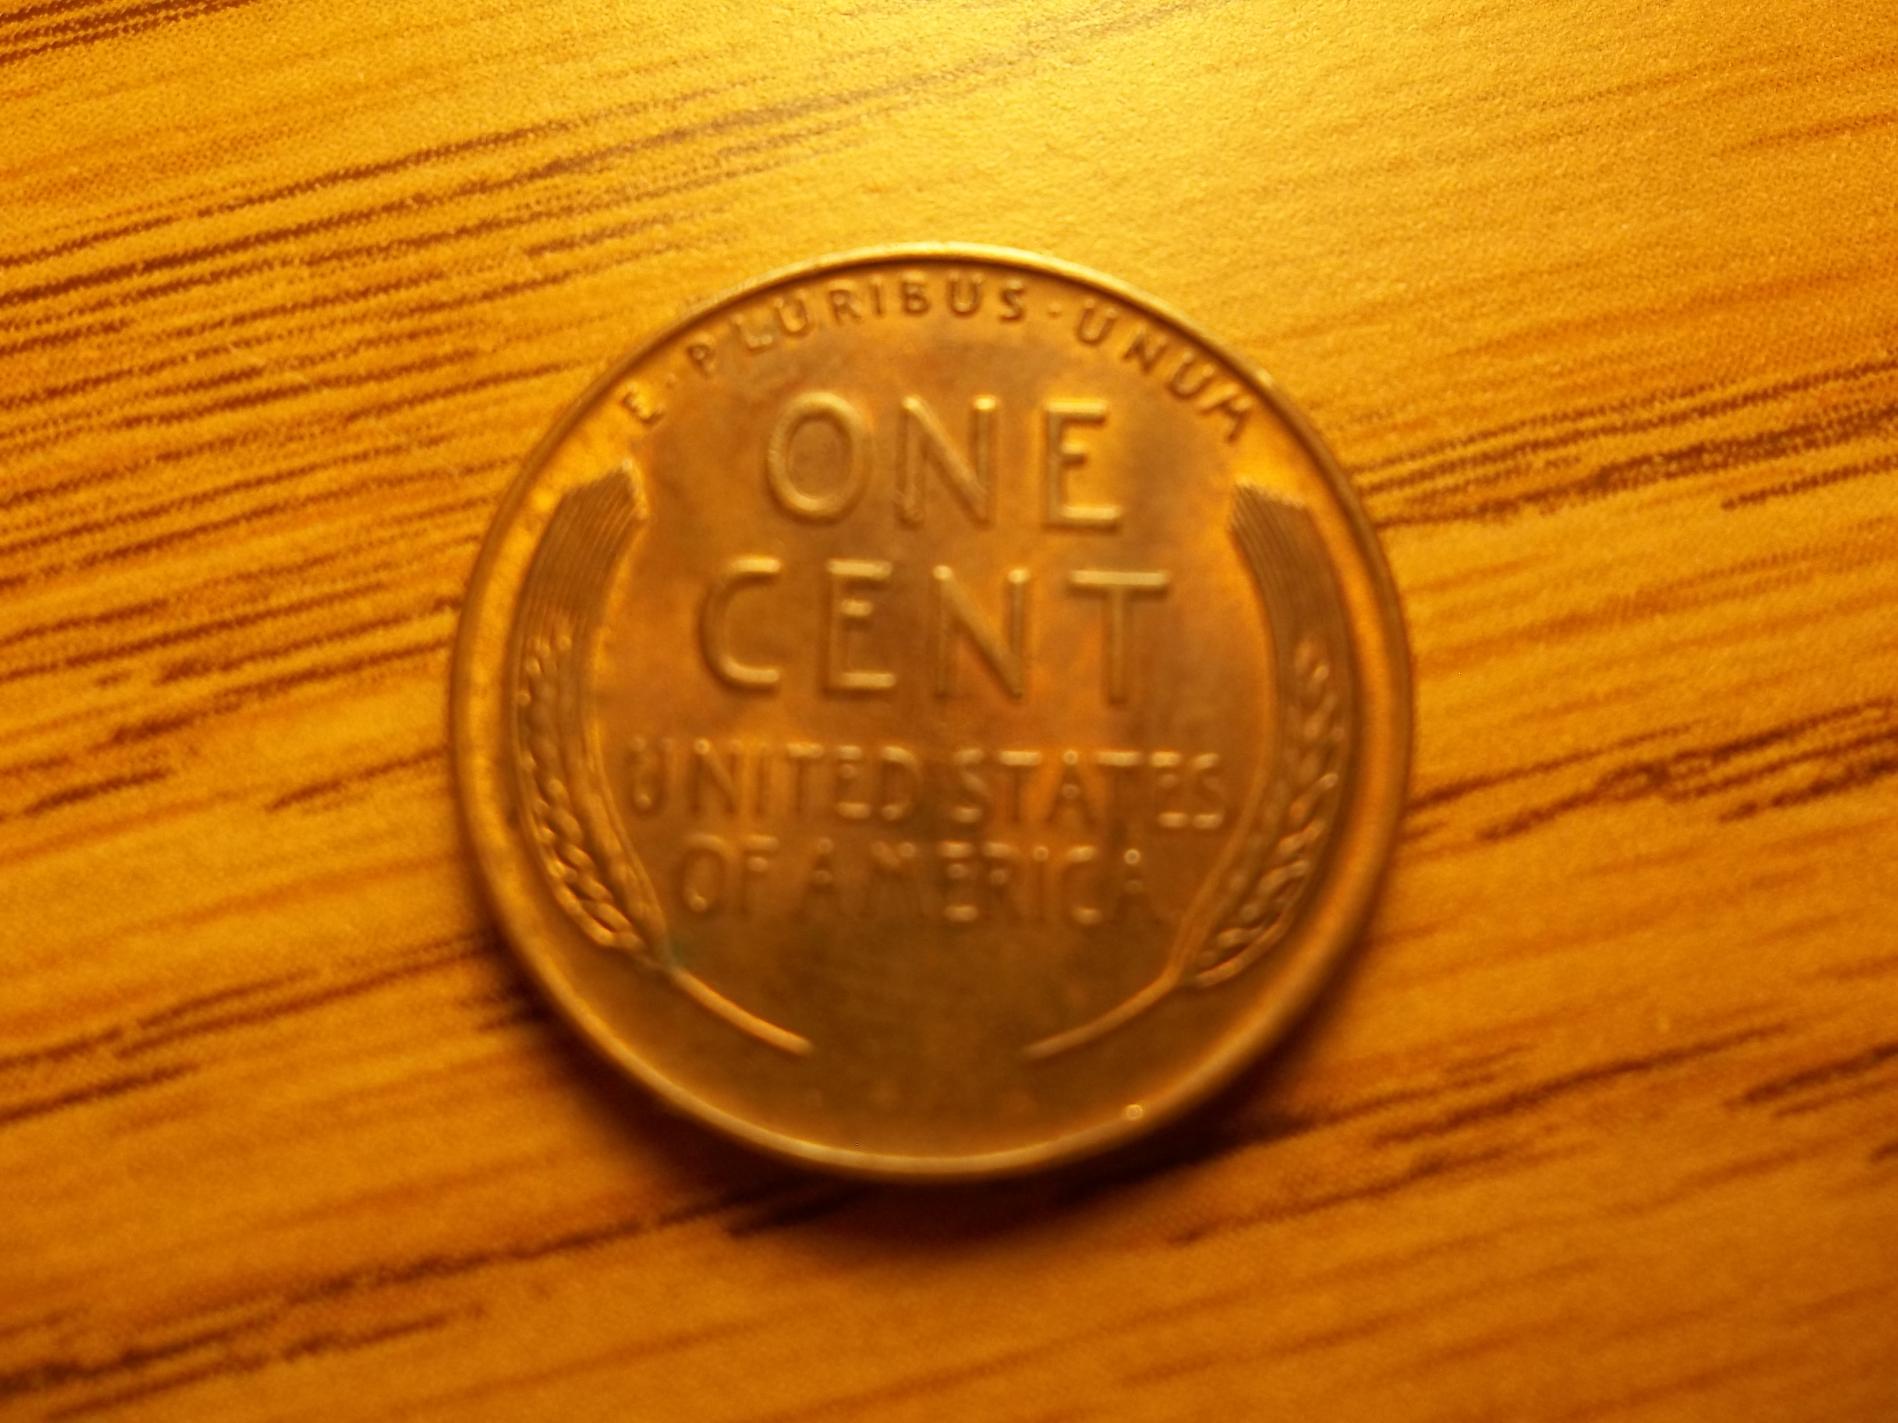 E · PLURIBUS · UNUM
ONE
CENT
UNITED STATES
OF AMERICA